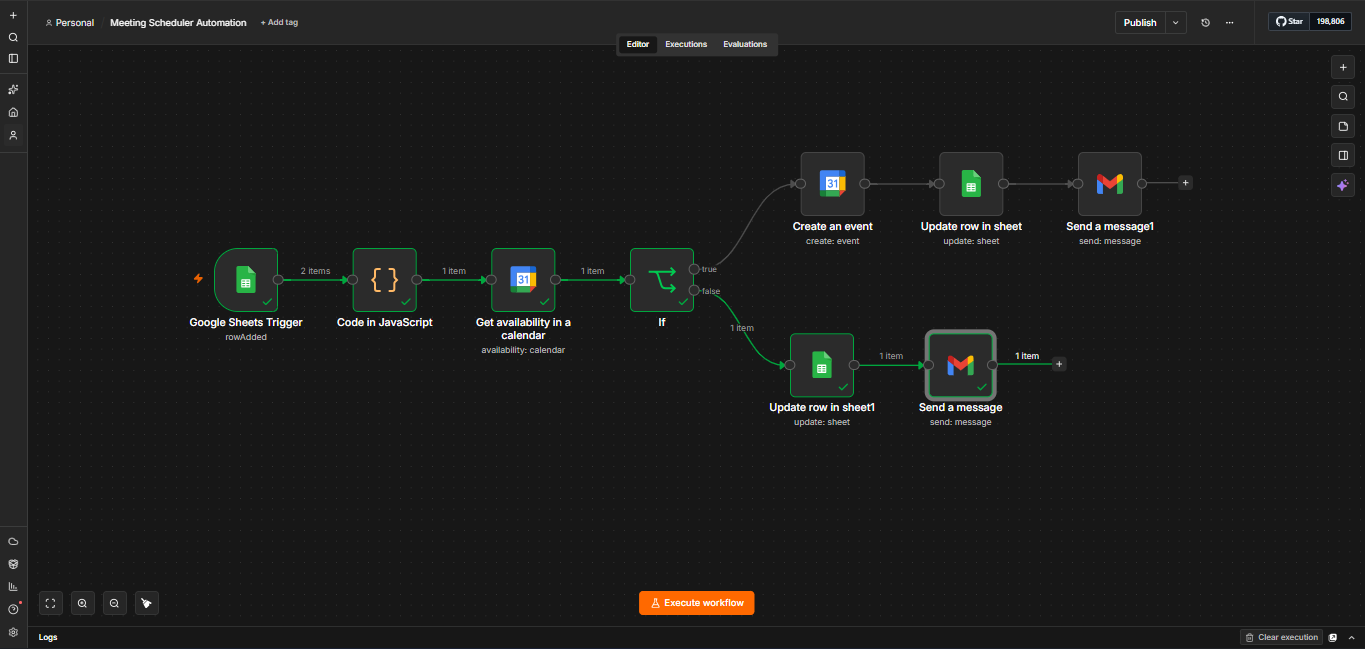 Personal / Meeting Scheduler Automation + Add tag
Publish
Star 198,806
Editor Executions Evaluations
31
Create an event
create: event
Update row in sheet
update: sheet
Send a message1
send: message
2 items
1 item
31
1 item
true
false
Google Sheets Trigger
rowAdded
Code in JavaScript
Get availability in a
calendar
availability: calendar
If
1 item
1 item
1 item
Update row in sheet1
update: sheet
Send a message
send: message
Execute workflow
Logs
Clear execution